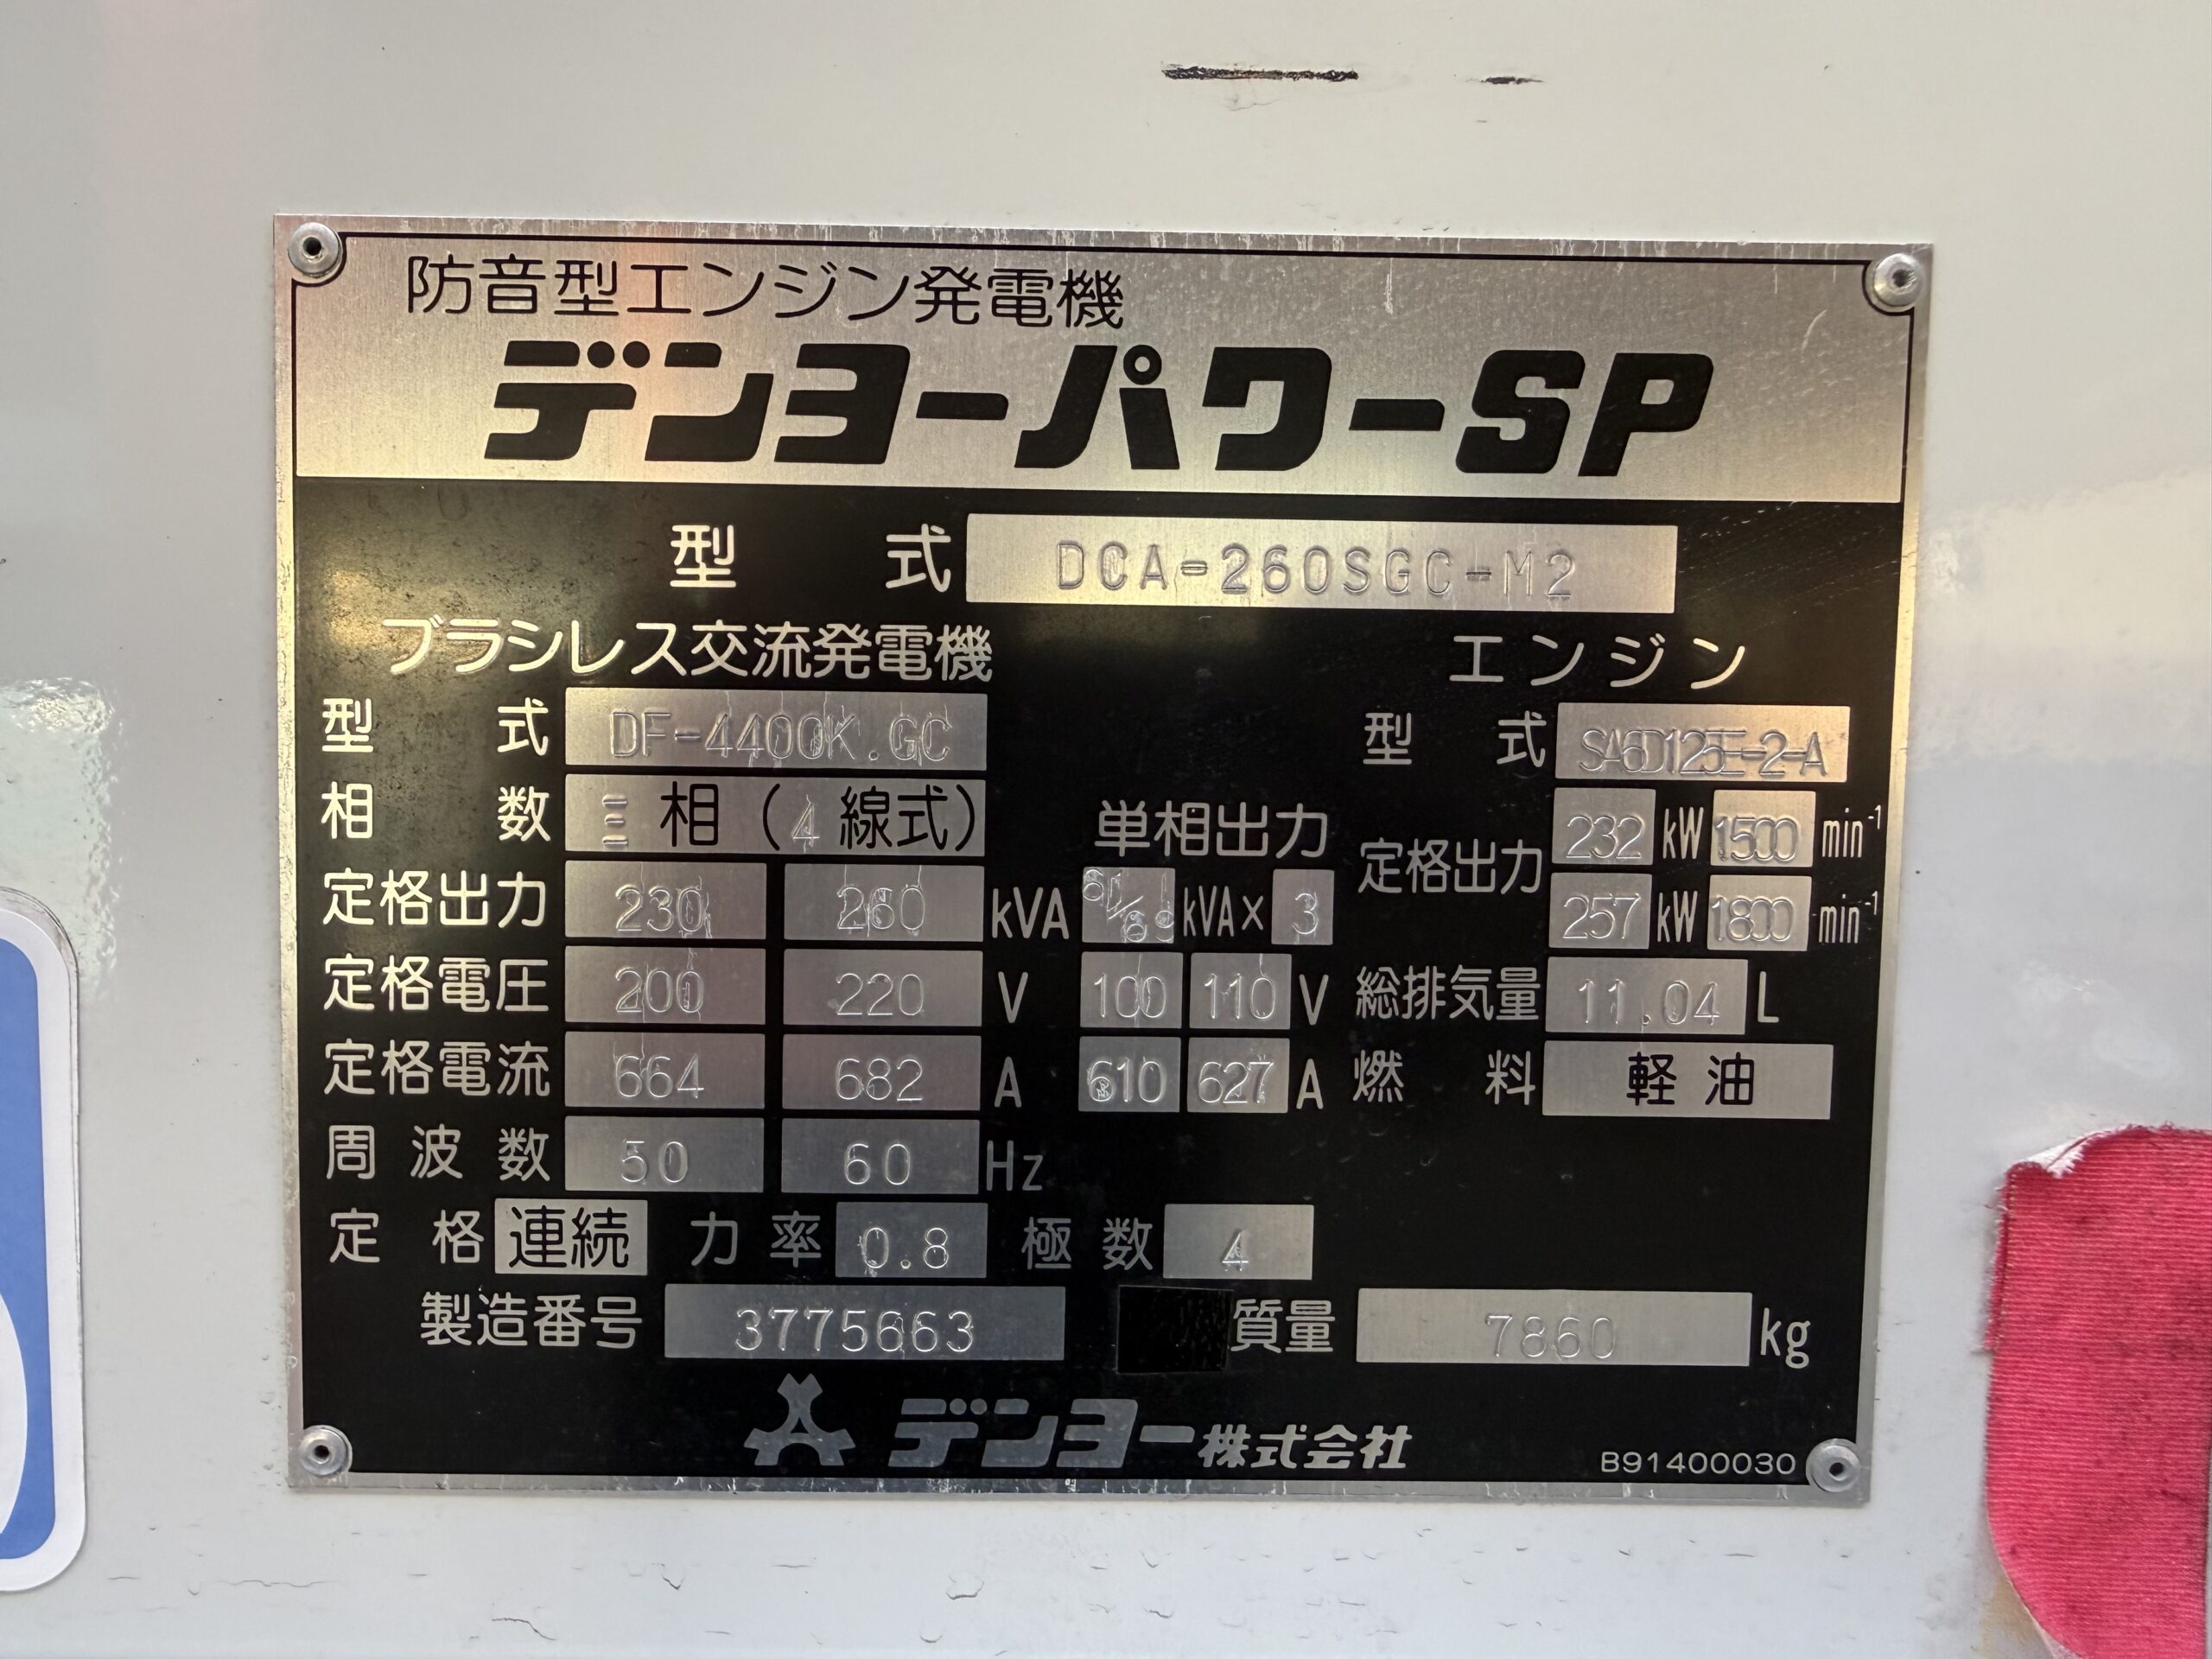 防音型エンジン発電機
デンヨーパワーSP
型式 DCA-260SGC-M2
ブラシレス交流発電機 エンジン
型式 DF-4400K.GC 型式 SA6D125E-2-A
相数 三相(4線式) 単相出力
定格出力 230 260 kVA 61/69 kVA× 3 定格出力 232 kW 1500 min⁻¹
257 kW 1800 min⁻¹
定格電圧 200 220 V 100 110 V 総排気量 11.04 L
定格電流 664 682 A 610 627 A 燃料 軽油
周波数 50 60 Hz
定格 連続 力率 0.8 極数 4
製造番号 3775663 質量 7860 kg
デンヨー株式会社 B91400030